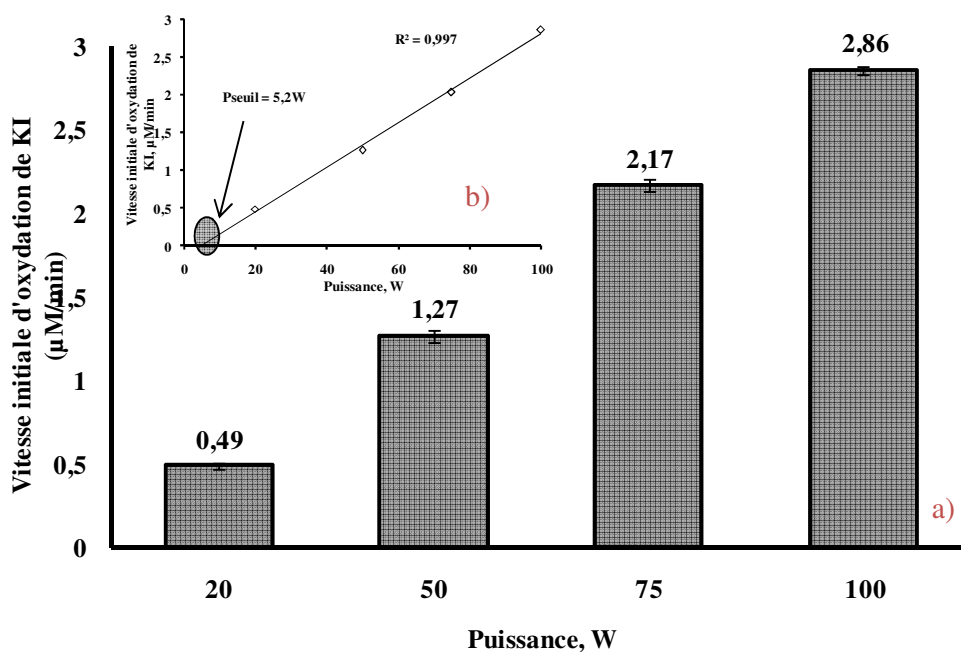 Vitesse initiale d'oxydation de KI
(µM/min)
3
2,5
2
1,5
1
0,5
0
0,49
1,27
2,17
2,86
20
50
75
100
Puissance, W
a)
Vitesse initiale d'oxydation de
KI, µM/min
3
2,5
2
1,5
1
0,5
0
R² = 0,997
Pseuil = 5,2W
b)
0
20
40
60
80
100
Puissance, W